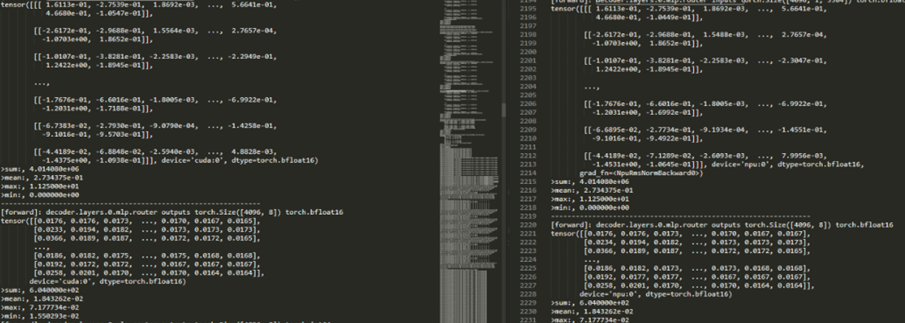 tensor([[[ 1.6113e-01, -2.7539e-01, 1.8692e-03, ..., 5.6641e-01,
4.6680e-01, -1.0547e-01]],
[[-2.6172e-01, -2.9688e-01, 1.5564e-03, ..., 2.7657e-04,
-1.0703e+00, 1.8652e-01]],
[[-1.0107e-01, -3.8281e-01, -2.2583e-01, ..., -2.2949e-01,
1.2422e+00, -1.8945e-01]],
...,
[[-1.7676e-01, -6.6016e-01, -1.8005e-03, ..., -6.9922e-01,
-1.2031e+00, -1.7188e-01]],
[[-6.7383e-02, -2.7930e-01, -9.0790e-04, ..., -1.4258e-01,
-9.1016e-01, -9.5703e-01]],
[[-4.4189e-02, -6.8848e-02, -2.5940e-03, ..., 4.8828e-03,
-1.4375e+00, -1.0938e-01]]], device='cuda:0', dtype=torch.bfloat16)
>sum:, 4.014080e+06
>mean:, 2.734375e-01
>max:, 1.125000e+01
>min:, 0.000000e+00
[forward]: decoder.layers.0.mlp.router outputs torch.Size([4096, 8]) torch.bfloat16
tensor([[0.0176, 0.0176, 0.0173, ..., 0.0170, 0.0167, 0.0165],
[0.0233, 0.0194, 0.0182, ..., 0.0173, 0.0173, 0.0173],
[0.0366, 0.0189, 0.0187, ..., 0.0172, 0.0172, 0.0165],
...,
[0.0186, 0.0182, 0.0175, ..., 0.0175, 0.0168, 0.0168],
[0.0192, 0.0172, 0.0172, ..., 0.0167, 0.0167, 0.0167],
[0.0258, 0.0201, 0.0170, ..., 0.0170, 0.0164, 0.0164]],
device='cuda:0', dtype=torch.bfloat16)
>sum:, 6.040000e+02
>mean:, 1.843262e-02
>max:, 7.177734e-02
>min:, 1.550293e-02
2195 tensor([[[ 1.6113e-01, -2.7539e-01, 1.8692e-03, ..., 5.6641e-01,
2196 4.6680e-01, -1.0449e-01]],
2197
2198 [[-2.6172e-01, -2.9688e-01, 1.5488e-03, ..., 2.7657e-04,
2199 -1.0703e+00, 1.8652e-01]],
2200
2201 [[-1.0107e-01, -3.8281e-01, -2.2583e-01, ..., -2.3047e-01,
2202 1.2422e+00, -1.8945e-01]],
2203
2204 ...,
2205
2206 [[-1.7676e-01, -6.6016e-01, -1.8005e-03, ..., -6.9922e-01,
2207 -1.2031e+00, -1.6992e-01]],
2208
2209 [[-6.6895e-02, -2.7734e-01, -9.1934e-04, ..., -1.4551e-01,
2210 -9.1016e-01, -9.4922e-01]],
2211
2212 [[-4.4189e-02, -7.1289e-02, -2.6093e-03, ..., 7.9956e-03,
2213 -1.4531e+00, -1.0645e-01]]], device='npu:0', dtype=torch.bfloat16,
2214 grad_fn=<NpuRmsNormBackward0>)
2215 >sum:, 4.014080e+06
2216 >mean:, 2.734375e-01
2217 >max:, 1.125000e+01
2218 >min:, 0.000000e+00
2219
2220 [forward]: decoder.layers.0.mlp.router outputs torch.Size([4096, 8]) torch.bfloat16
2221 tensor([[0.0176, 0.0176, 0.0173, ..., 0.0170, 0.0167, 0.0167],
2222 [0.0234, 0.0194, 0.0182, ..., 0.0173, 0.0173, 0.0173],
2223 [0.0366, 0.0189, 0.0187, ..., 0.0172, 0.0172, 0.0165],
2224 ...,
2225 [0.0186, 0.0182, 0.0173, ..., 0.0173, 0.0168, 0.0168],
2226 [0.0192, 0.0177, 0.0177, ..., 0.0167, 0.0167, 0.0165],
2227 [0.0258, 0.0201, 0.0170, ..., 0.0170, 0.0164, 0.0164]],
2228 device='npu:0', dtype=torch.bfloat16)
2229 >sum:, 6.040000e+02
2230 >mean:, 1.843262e-02
2231 >max:, 7.177734e-02